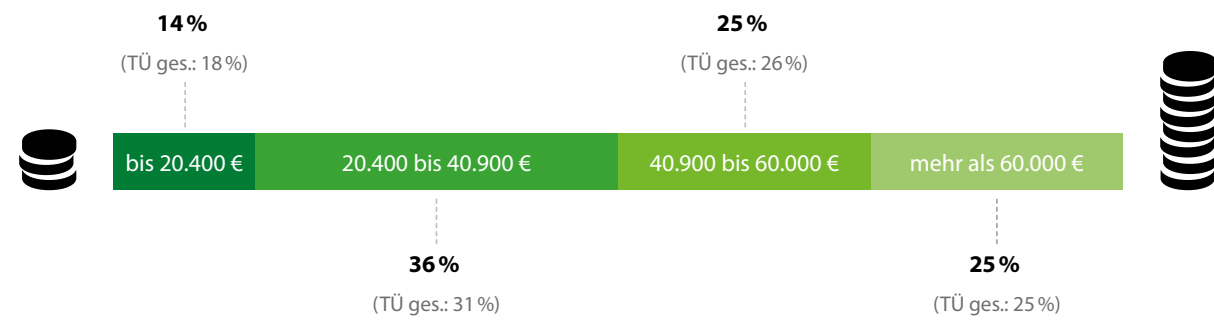 14 %
(TÜ ges.: 18 %)
25 %
(TÜ ges.: 26 %)
bis 20.400 €
20.400 bis 40.900 €
40.900 bis 60.000 €
mehr als 60.000 €
36 %
(TÜ ges.: 31 %)
25 %
(TÜ ges.: 25 %)